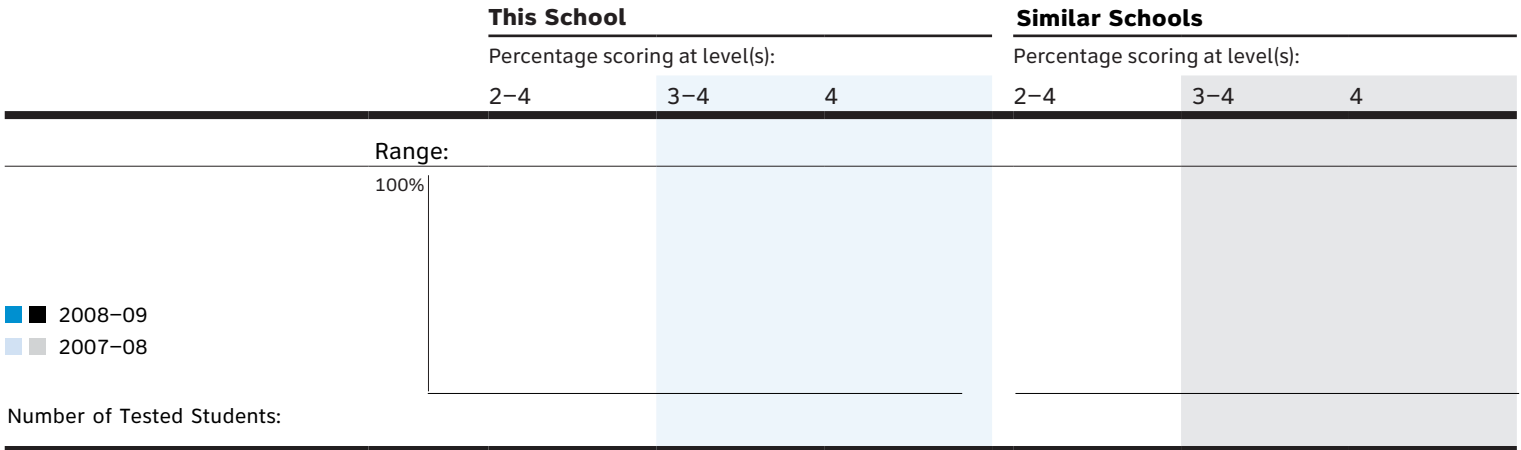 This School Similar Schools
Percentage scoring at level(s): Percentage scoring at level(s):
2–4 3–4 4 2–4 3–4 4
Range:
100%
2008–09
2007–08
Number of Tested Students: